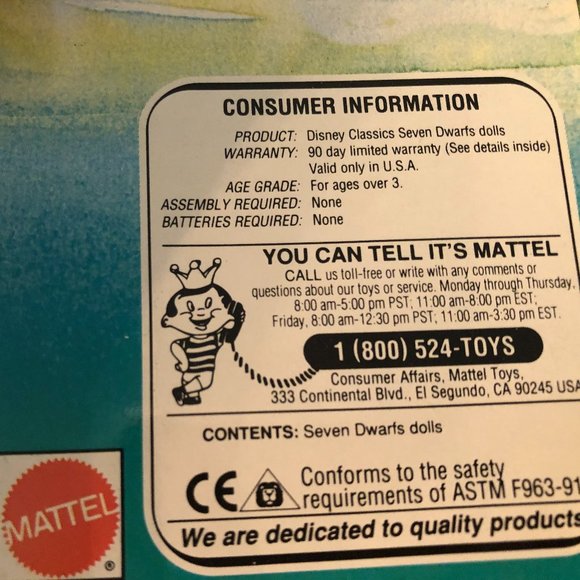 CONSUMER INFORMATION
PRODUCT: Disney Classics Seven Dwarfs dolls
WARRANTY: 90 day limited warranty (See details inside)
Valid only in U.S.A.
AGE GRADE: For ages over 3.
ASSEMBLY REQUIRED: None
BATTERIES REQUIRED: None
YOU CAN TELL IT'S MATTEL
CALL us toll-free or write with any comments or
questions about our toys or service. Monday through Thursday,
8:00 am-5:00 pm PST; 11:00 am-8:00 pm EST;
Friday, 8:00 am-12:30 pm PST; 11:00 am-3:30 pm EST.
1 (800) 524-TOYS
Consumer Affairs, Mattel Toys,
333 Continental Blvd., El Segundo, CA 90245 USA
CONTENTS: Seven Dwarfs dolls
CE
Conforms to the safety
requirements of ASTM F963-91
We are dedicated to quality products
MATTEL
®